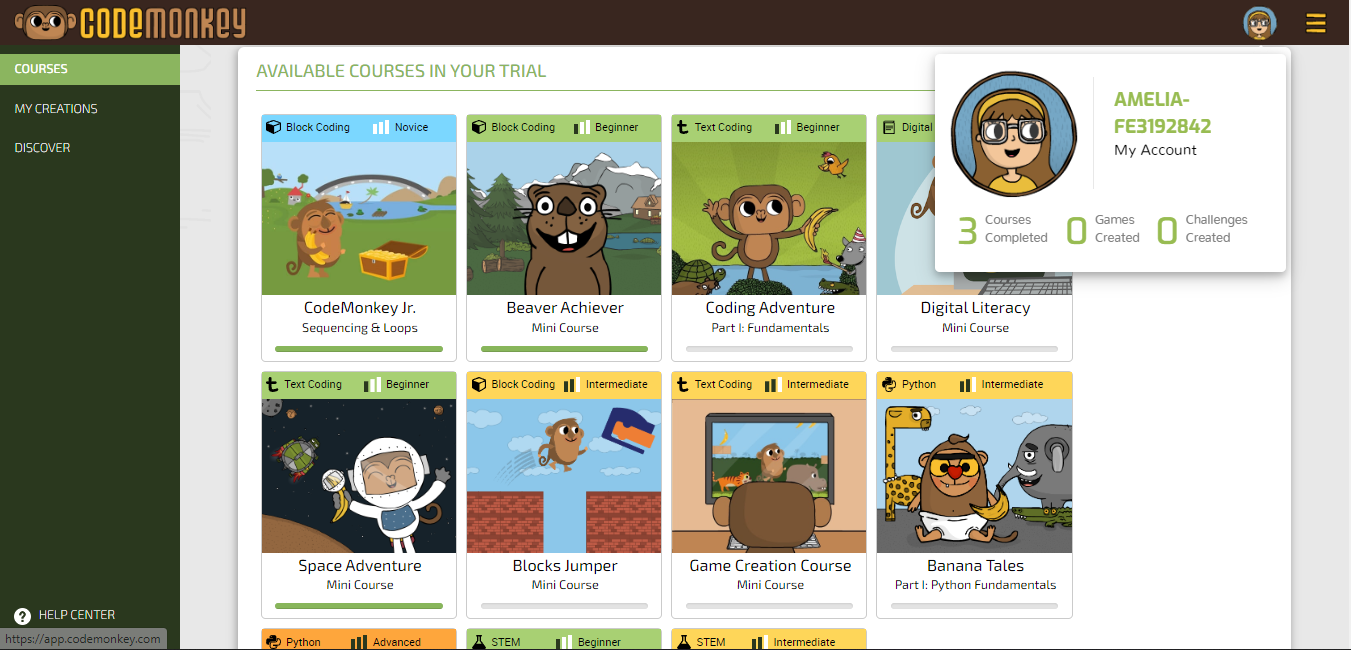 CODEMONKEY
COURSES
MY CREATIONS
DISCOVER
AVAILABLE COURSES IN YOUR TRIAL
AMELIA-
FE3192842
My Account
3 Courses Completed
0 Games Created
0 Challenges Created
Block Coding Novice
CodeMonkey Jr.
Sequencing & Loops
Block Coding Beginner
Beaver Achiever
Mini Course
Text Coding Beginner
Coding Adventure
Part I: Fundamentals
Digital
Digital Literacy
Mini Course
Text Coding Beginner
Space Adventure
Mini Course
Block Coding Intermediate
Blocks Jumper
Mini Course
Text Coding Intermediate
Game Creation Course
Mini Course
Python Intermediate
Banana Tales
Part I: Python Fundamentals
Python Advanced
STEM Beginner
STEM Intermediate
? HELP CENTER
https://app.codemonkey.com